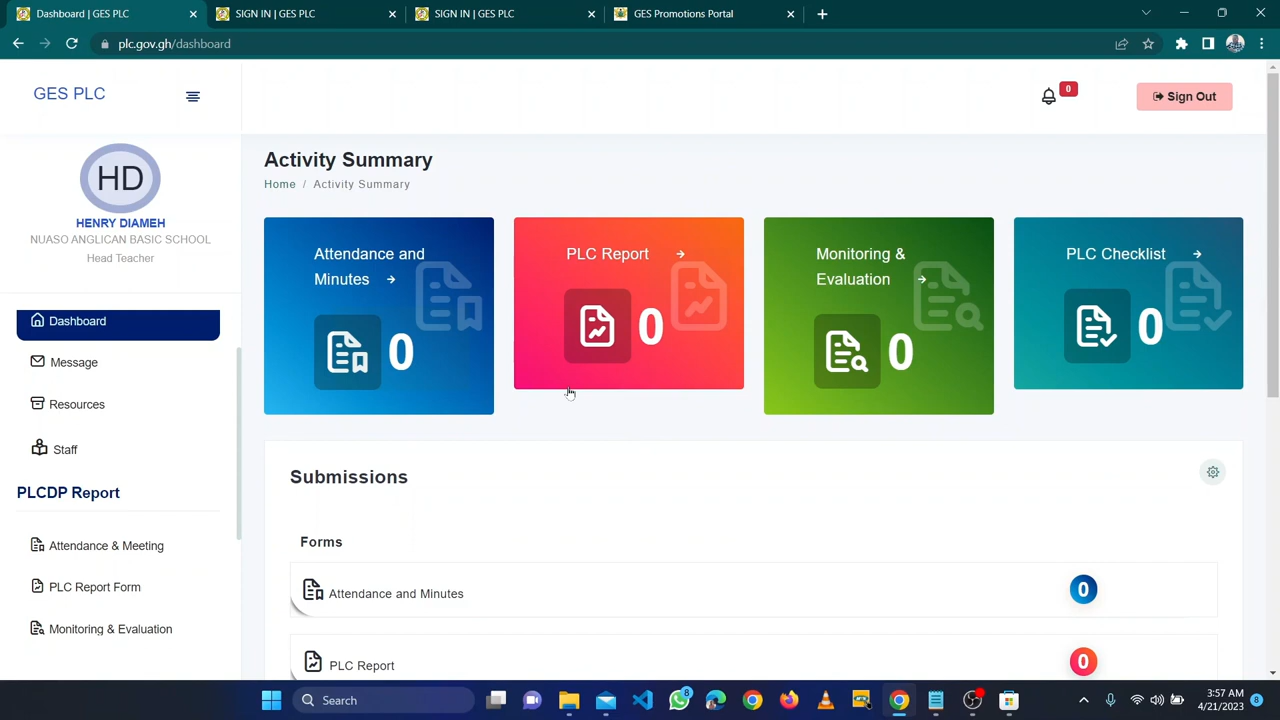 Dashboard | GES PLC
SIGN IN | GES PLC
SIGN IN | GES PLC
GES Promotions Portal
plc.gov.gh/dashboard
GES PLC
0
Sign Out
HD
HENRY DIAMEH
NUASO ANGLICAN BASIC SCHOOL
Head Teacher
Dashboard
Message
Resources
Staff
PLCDP Report
Attendance & Meeting
PLC Report Form
Monitoring & Evaluation
Activity Summary
Home / Activity Summary
Attendance and
Minutes →
0
PLC Report →
0
Monitoring &
Evaluation →
0
PLC Checklist →
0
Submissions
Forms
Attendance and Minutes
0
PLC Report
0
Search
8
3:57 AM
4/21/2023
8